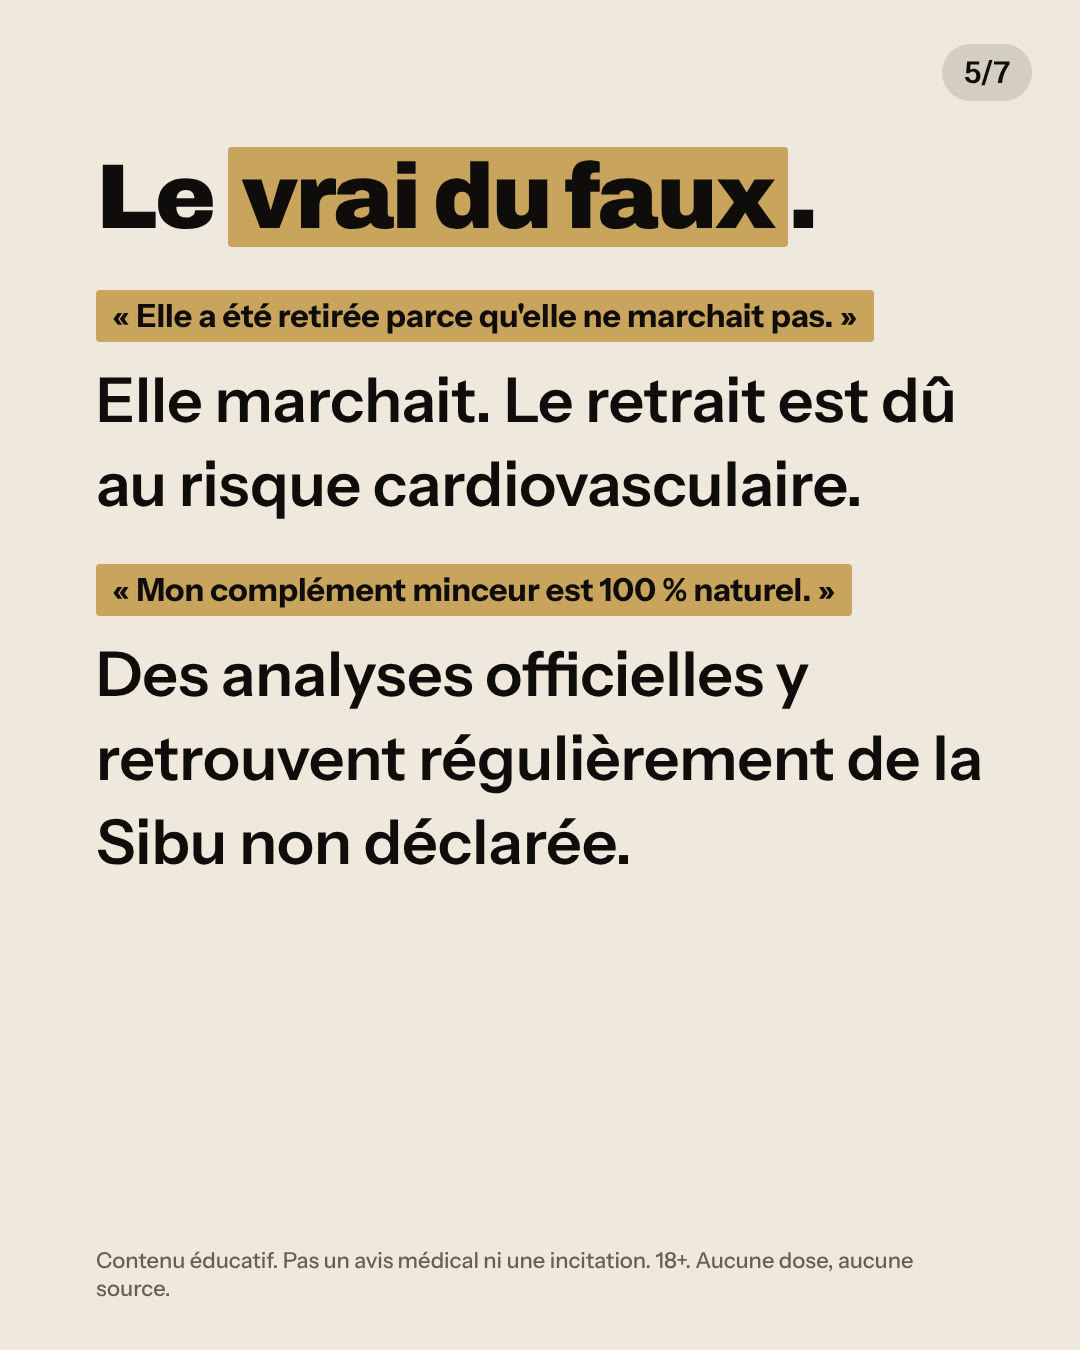 5/7
Le vrai du faux.
« Elle a été retirée parce qu'elle ne marchait pas. »
Elle marchait. Le retrait est dû
au risque cardiovasculaire.
« Mon complément minceur est 100 % naturel. »
Des analyses officielles y
retrouvent régulièrement de la
Sibu non déclarée.
Contenu éducatif. Pas un avis médical ni une incitation. 18+. Aucune dose, aucune
source.